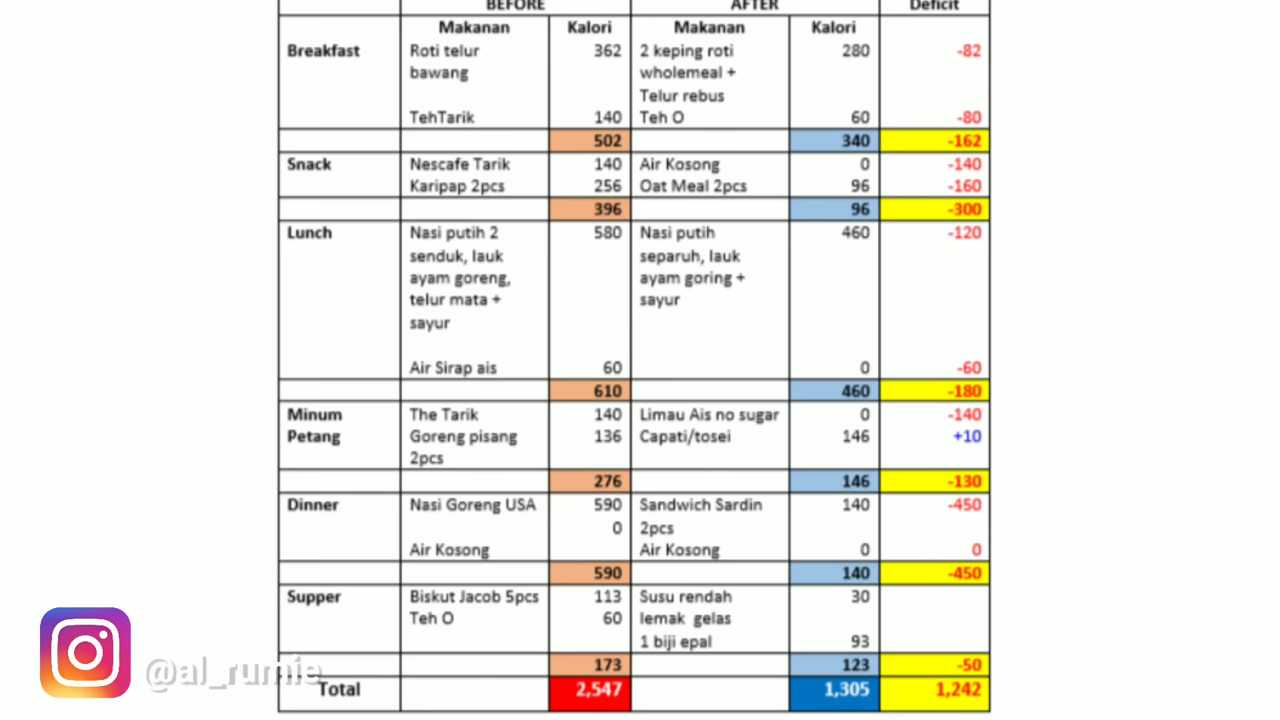 BEFORE AFTER Deficit
Makanan Kalori Makanan Kalori
Breakfast Roti telur 362 2 keping roti 280 -82
bawang wholemeal +
Telur rebus
TehTarik 140 Teh O 60 -80
502 340 -162
Snack Nescafe Tarik 140 Air Kosong 0 -140
Karipap 2pcs 256 Oat Meal 2pcs 96 -160
396 96 -300
Lunch Nasi putih 2 580 Nasi putih 460 -120
senduk, lauk separuh, lauk
ayam goreng, ayam goring +
telur mata + sayur
sayur
Air Sirap ais 60 0 -60
610 460 -180
Minum The Tarik 140 Limau Ais no sugar 0 -140
Petang Goreng pisang 136 Capati/tosei 146 +10
2pcs
276 146 -130
Dinner Nasi Goreng USA 590 Sandwich Sardin 140 -450
0 2pcs
Air Kosong Air Kosong 0 0
590 140 -450
Supper Biskut Jacob 5pcs 113 Susu rendah 30
Teh O 60 lemak gelas
1 biji epal 93
173 123 -50
Total 2,547 1,305 1,242
@al_rumie